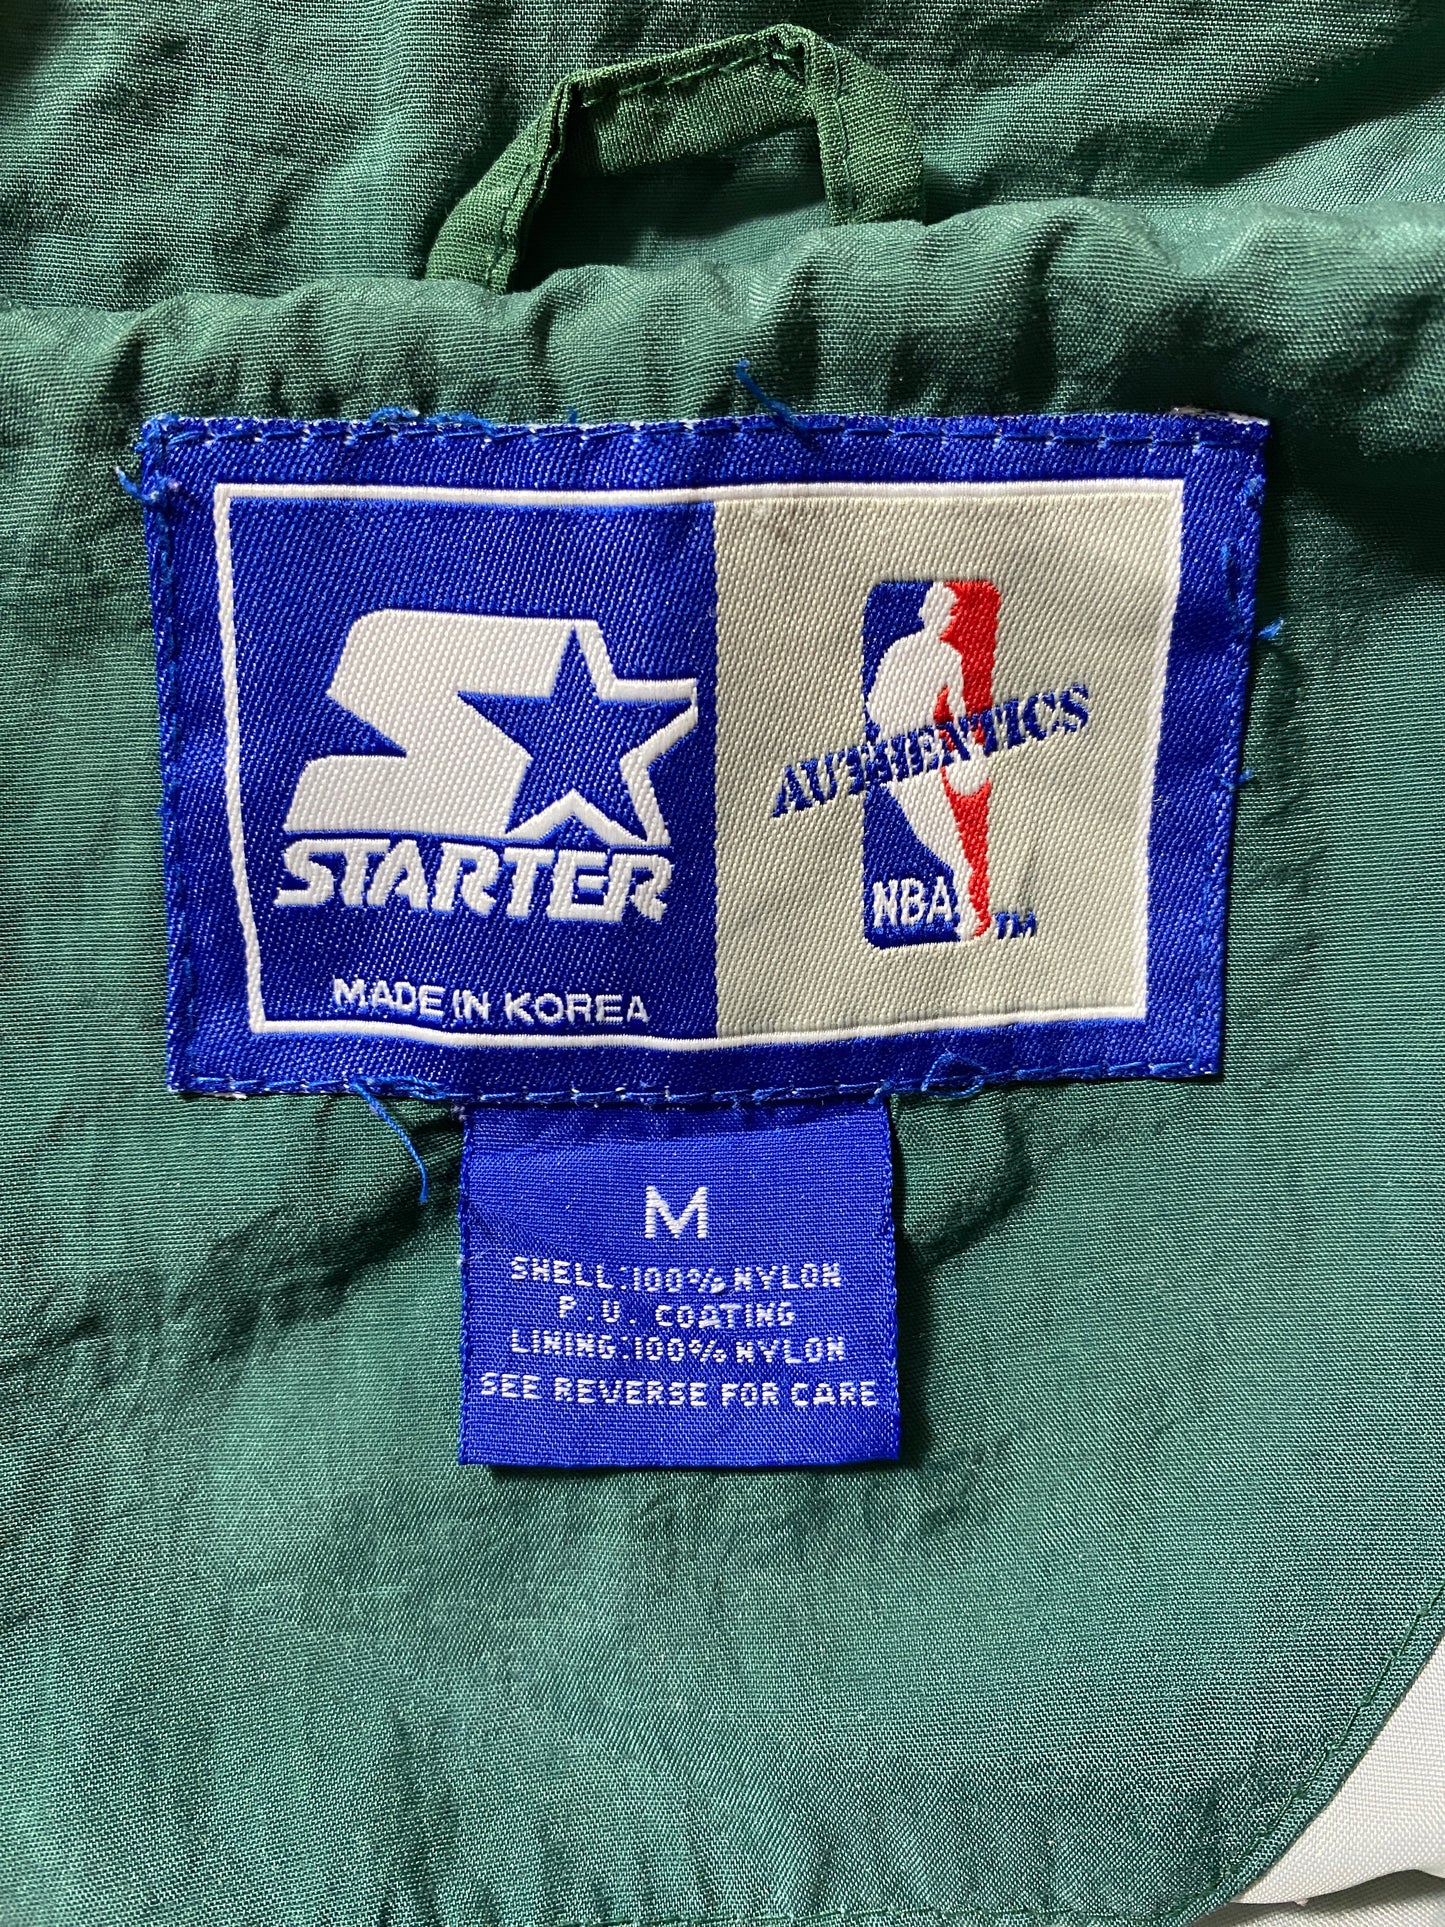 STARTER
MADE IN KOREA
AUTHENTICS
NBA
TM
M
SHELL:100% NYLON
P.U. COATING
LINING:100% NYLON
SEE REVERSE FOR CARE